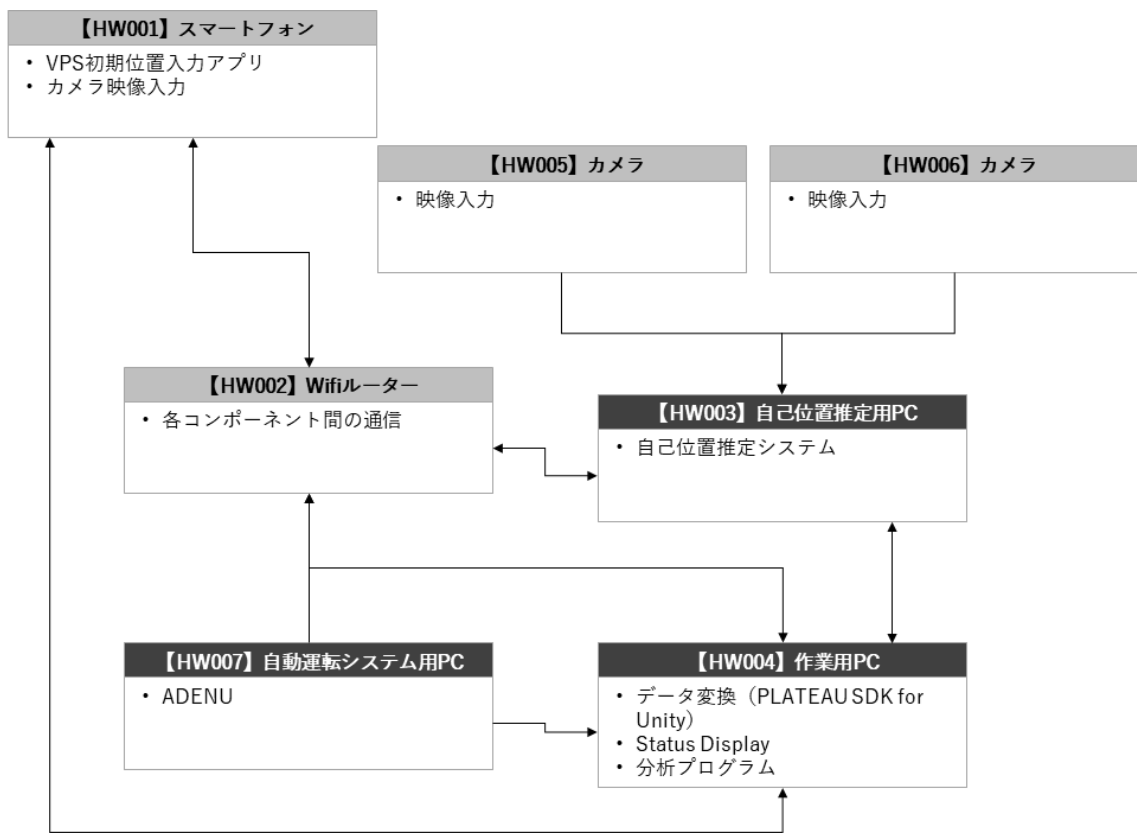 【HW001】スマートフォン
• VPS初期位置入力アプリ
• カメラ映像入力
【HW005】カメラ
• 映像入力
【HW006】カメラ
• 映像入力
【HW002】Wifiルーター
• 各コンポーネント間の通信
【HW003】自己位置推定用PC
• 自己位置推定システム
【HW007】自動運転システム用PC
• ADENU
【HW004】作業用PC
• データ変換（PLATEAU SDK for
Unity）
• Status Display
• 分析プログラム